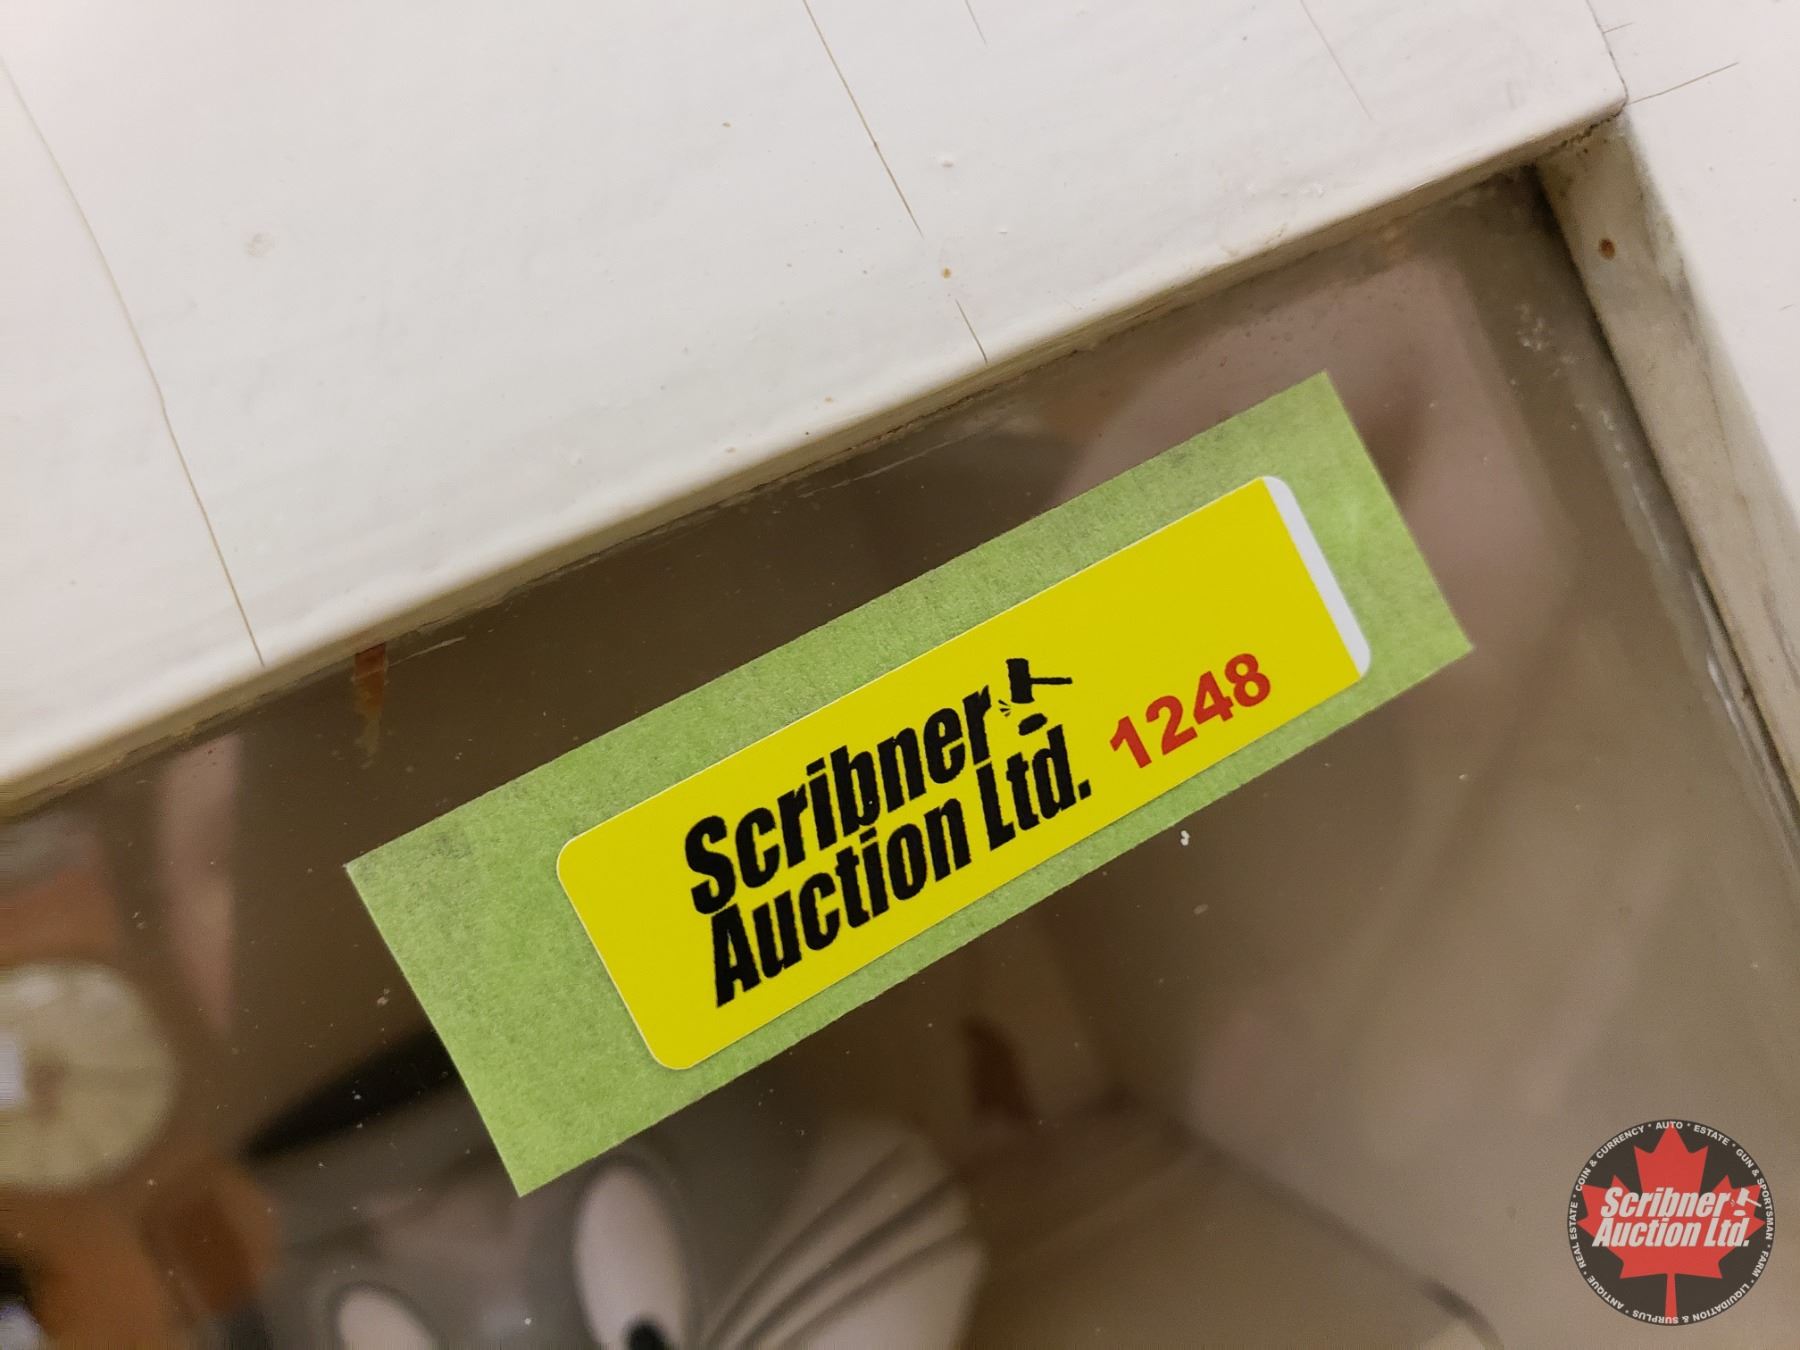 Scribner
Auction Ltd.
1248
REAL ESTATE • COIN & CURRENCY • AUTO • ESTATE • GUN & SPORTSMAN • FARM • LIQUIDATION & SURPLUS • ANTIQUE •
Scribner
Auction Ltd.